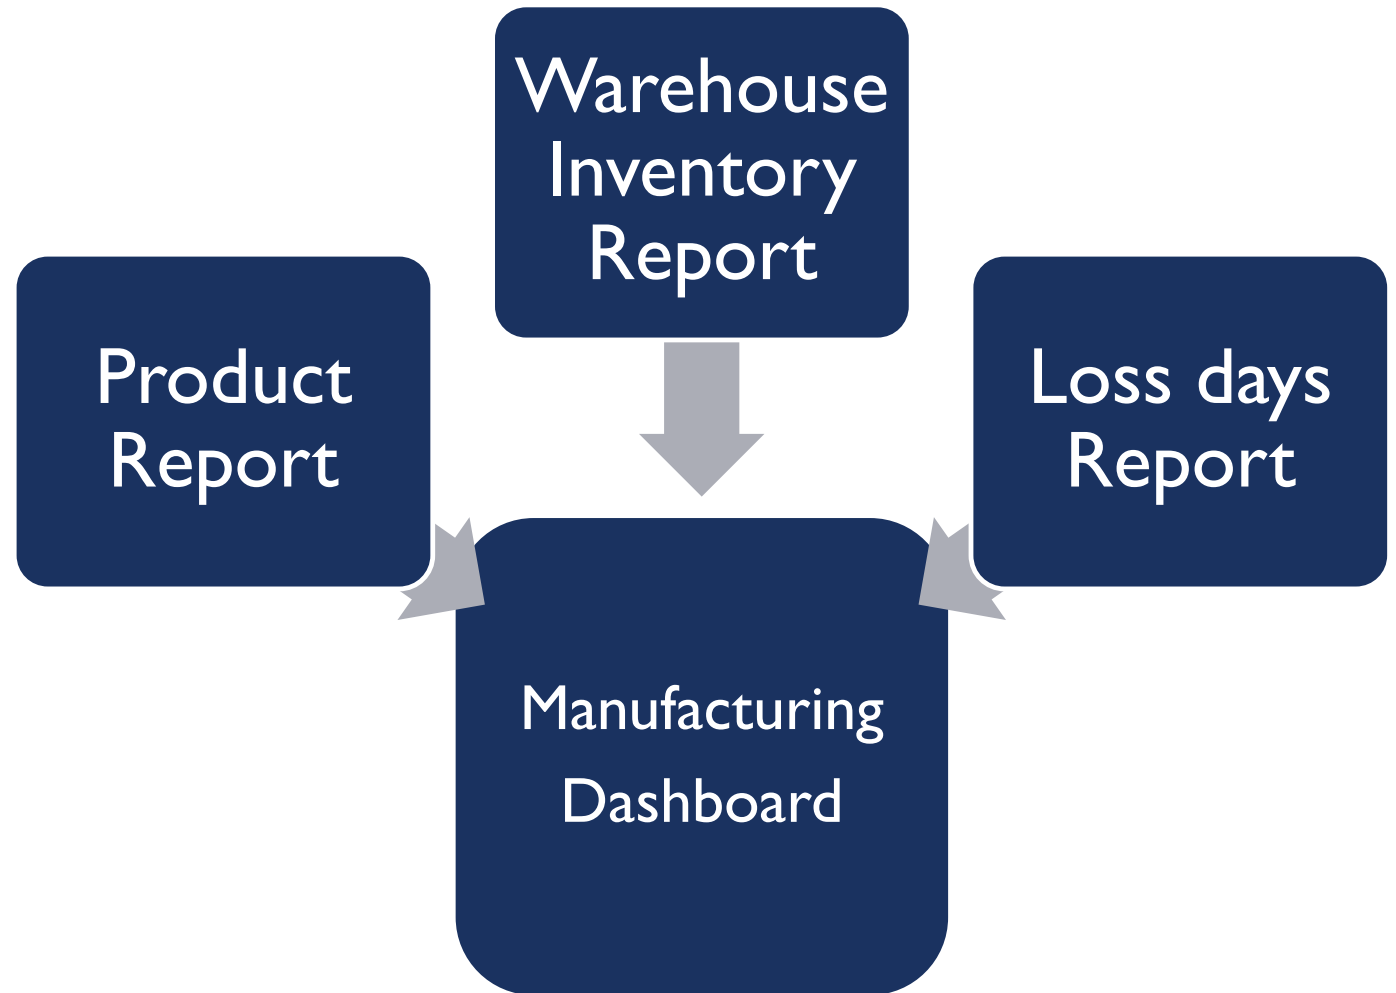 Warehouse
Inventory
Report
Product
Report
Loss days
Report
Manufacturing
Dashboard